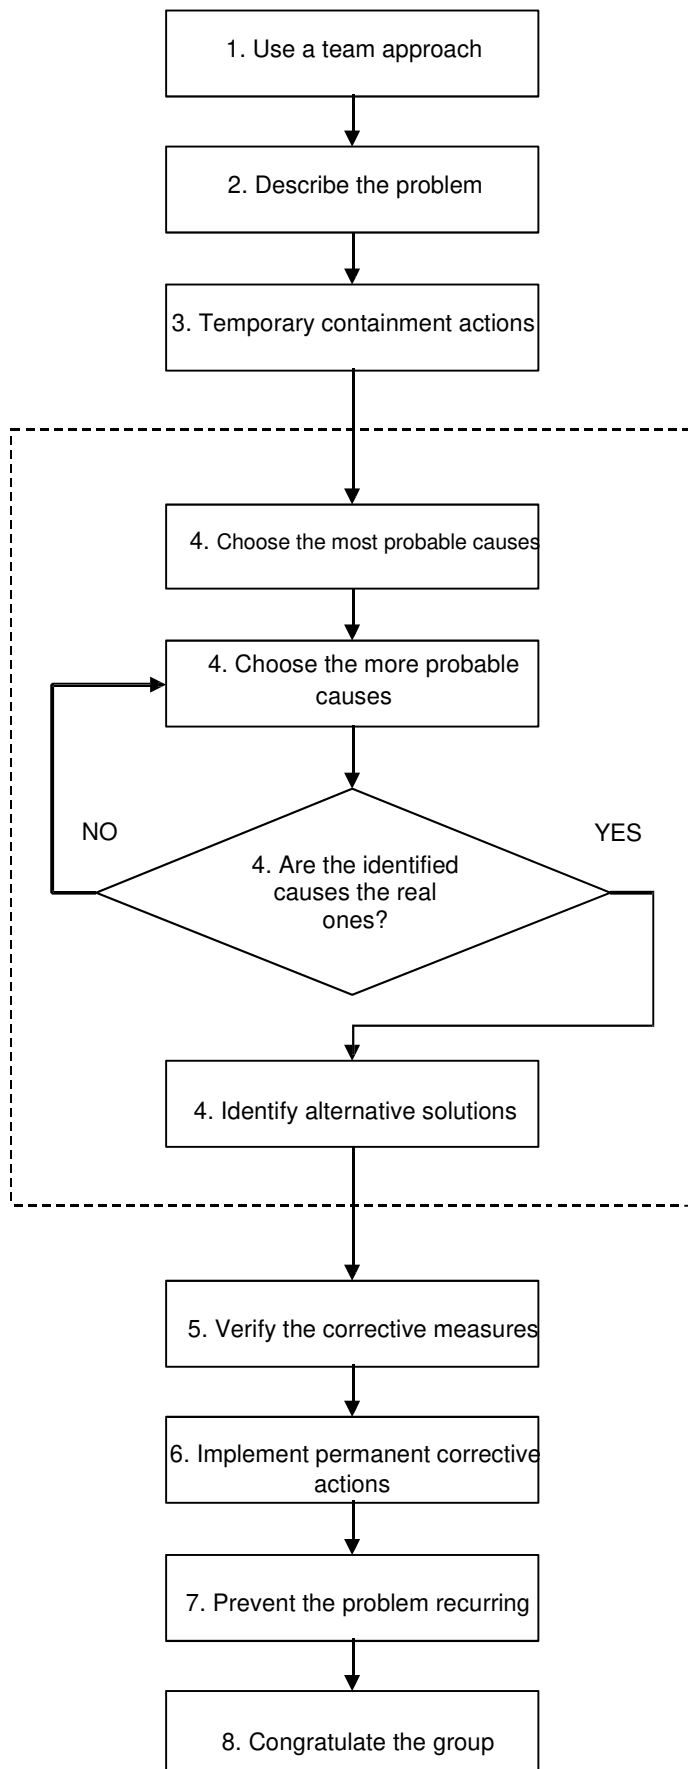 1. Use a team approach
2. Describe the problem
3. Temporary containment actions
4. Choose the most probable causes
4. Choose the more probable
causes
NO
YES
4. Are the identified
causes the real
ones?
4. Identify alternative solutions
5. Verify the corrective measures
6. Implement permanent corrective
actions
7. Prevent the problem recurring
8. Congratulate the group